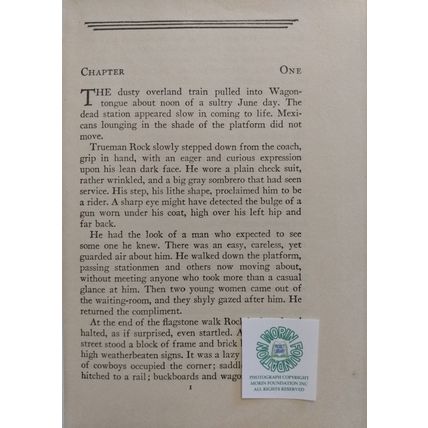 CHAPTER ONE
THE dusty overland train pulled into Wagon-
tongue about noon of a sultry June day. The
dead station appeared slow in coming to life. Mexi-
cans lounging in the shade of the platform did not
move.
Trueman Rock slowly stepped down from the coach,
grip in hand, with an eager and curious expression
upon his lean dark face. He wore a plain check suit,
rather wrinkled, and a big gray sombrero that had seen
service. His step, his lithe shape, proclaimed him to be
a rider. A sharp eye might have detected the bulge of a
gun worn under his coat, high over his left hip and
far back.
He had the look of a man who expected to see
some one he knew. There was an easy, careless, yet
guarded air about him. He walked down the platform,
passing stationmen and others now moving about,
without meeting anyone who took more than a casual
glance at him. Then two young women came out of
the waiting-room, and they shyly gazed after him. He
returned the compliment.
At the end of the flagstone walk Rock
halted, as if surprised, even startled. A
street stood a block of frame and brick
high weatherbeaten signs. It was a lazy
of cowboys occupied the corner; saddle
hitched to a rail; buckboards and wago
1
MORIN FOUNDATION
PHOTOGRAPH COPYRIGHT
MORIN FOUNDATION INC
ALL RIGHTS RESERVED